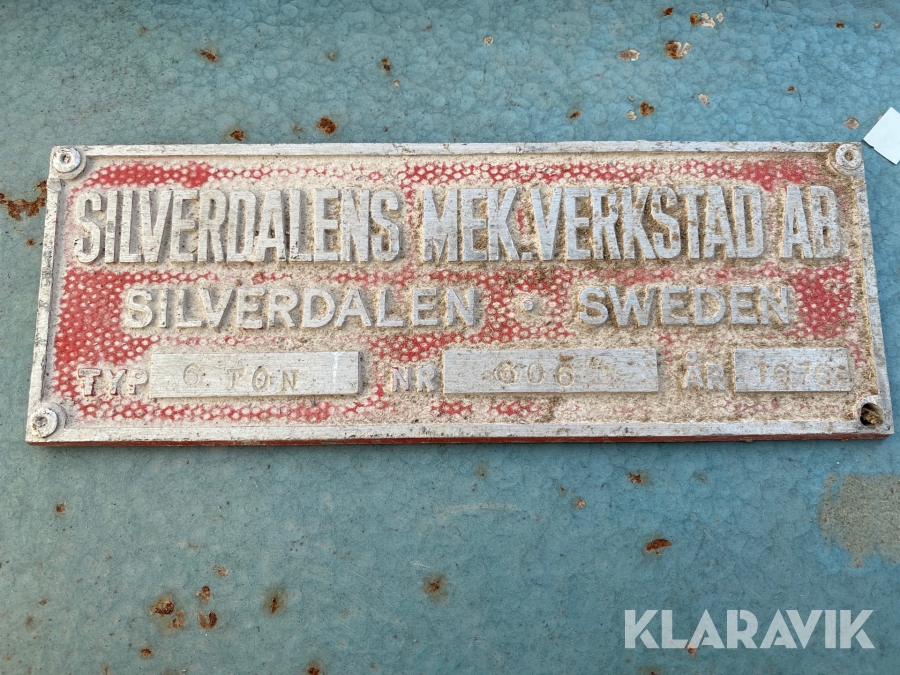 SILVERDALENS MEK.VERKSTAD AB
SILVERDALEN · SWEDEN
TYP 6 TON NR ÅR
KLARAVIK